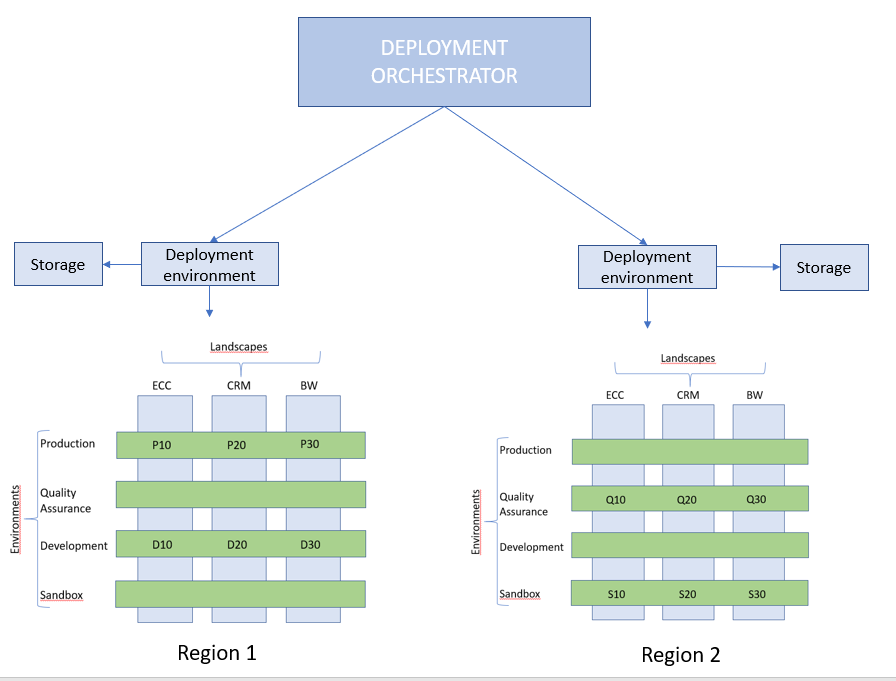 DEPLOYMENT
ORCHESTRATOR
Storage
Deployment
environment
Deployment
environment
Storage
Landscapes
ECC CRM BW
Environments
Production P10 P20 P30
Quality
Assurance
Development D10 D20 D30
Sandbox
Region 1
Landscapes
ECC CRM BW
Environments
Production
Quality
Assurance Q10 Q20 Q30
Development
Sandbox S10 S20 S30
Region 2